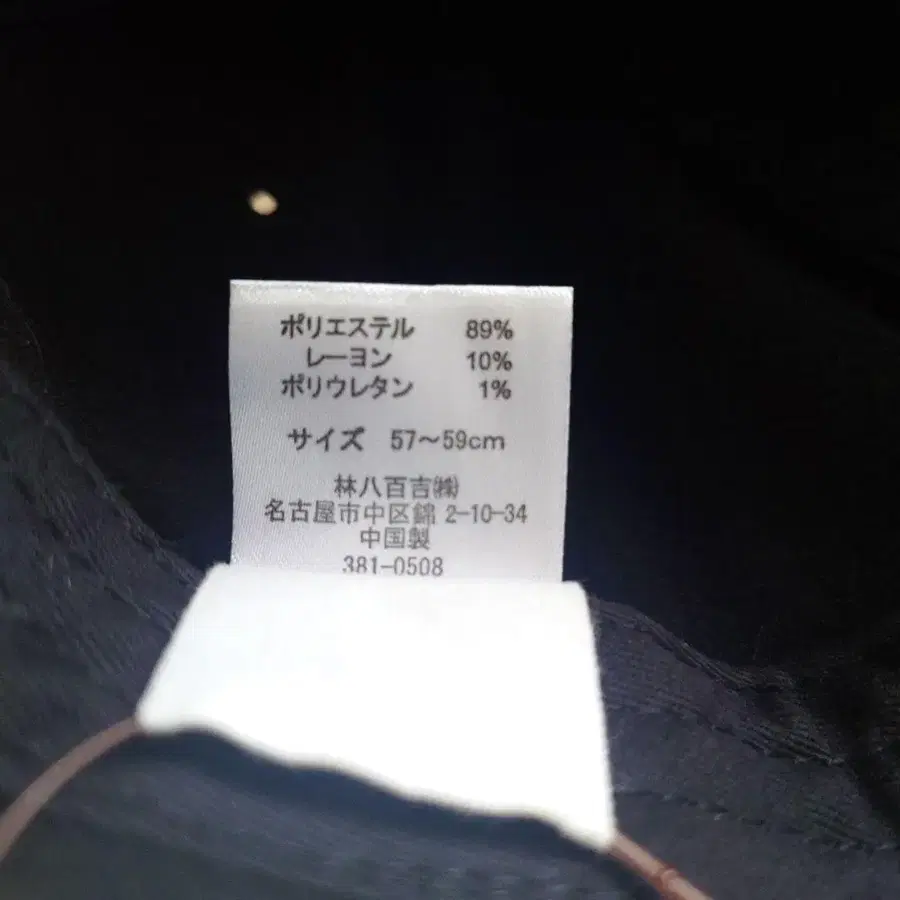 ポリエステル 89%
レーヨン 10%
ポリウレタン 1%
サイズ 57～59cm
林八百吉㈱
名古屋市中区錦 2-10-34
中国製
381-0508